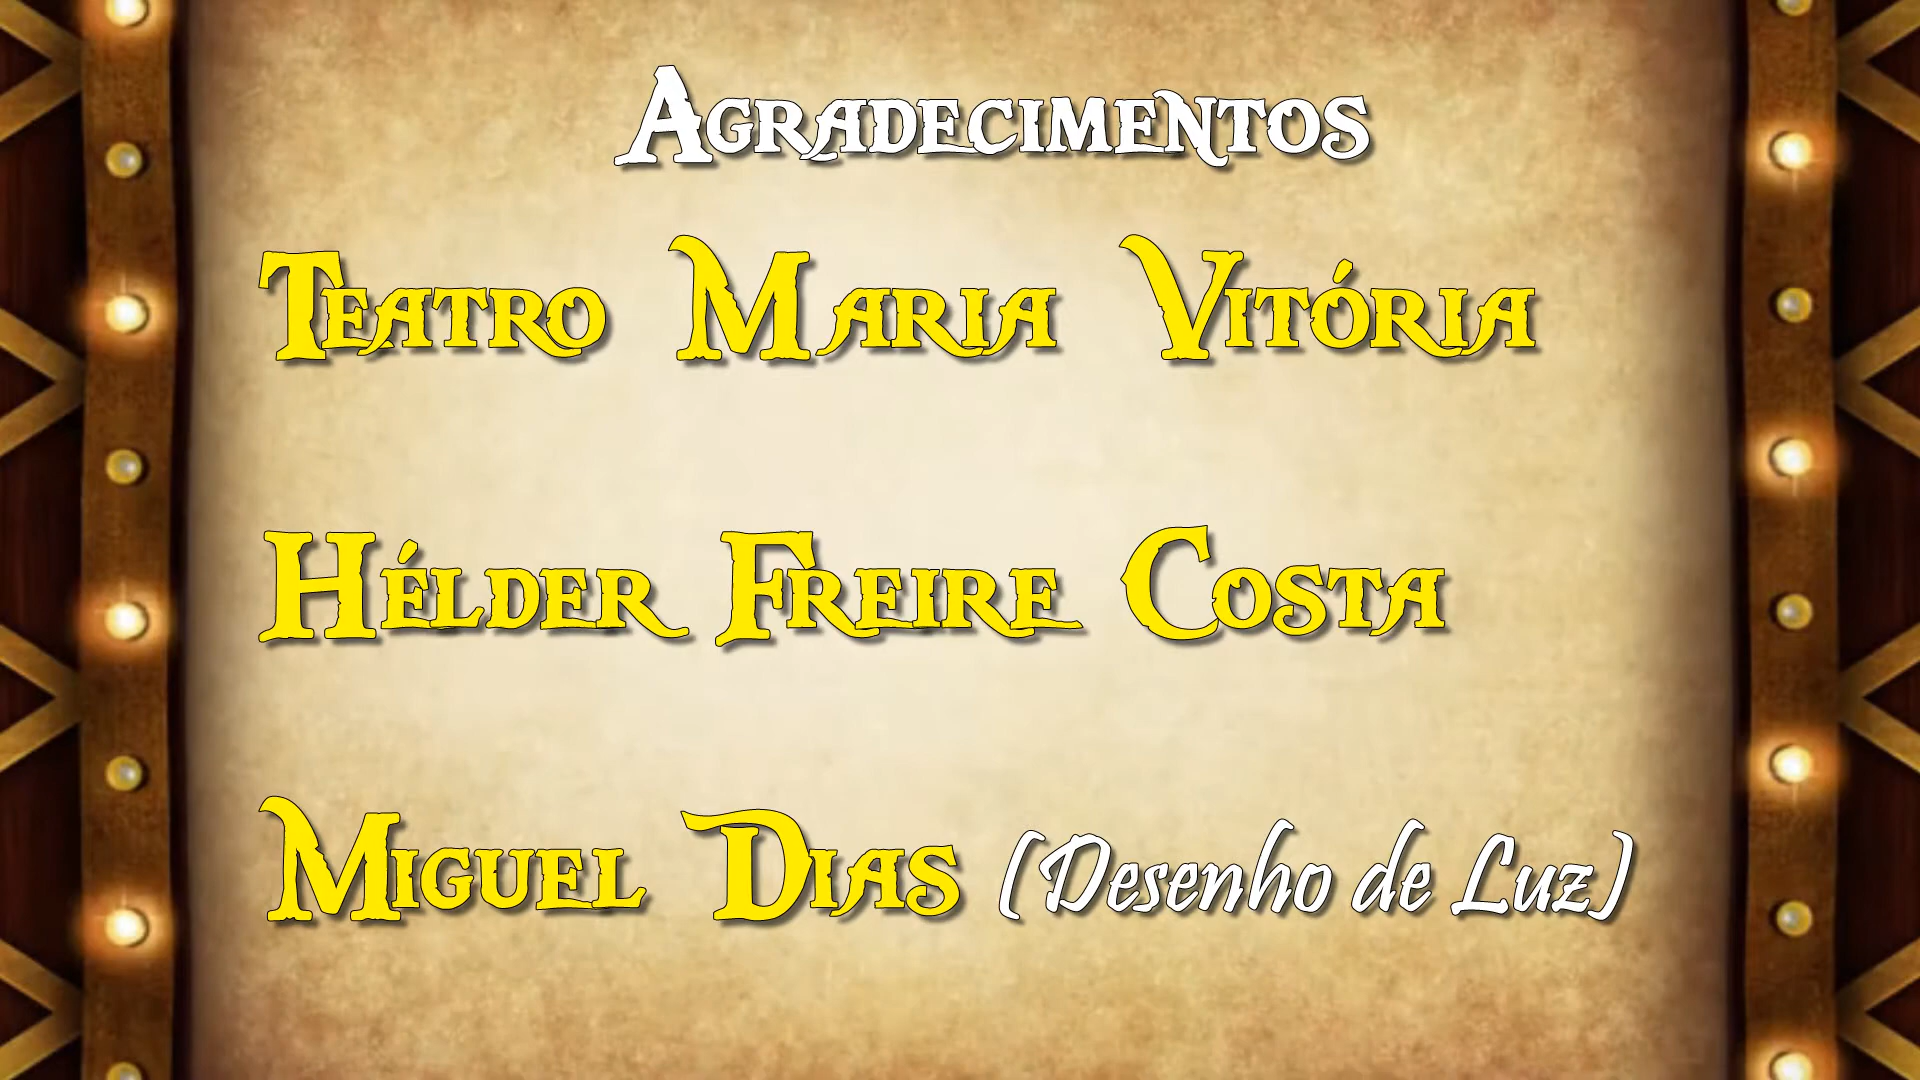 Agradecimentos
Teatro Maria Vitória
Hélder Freire Costa
Miguel Dias (Desenho de Luz)